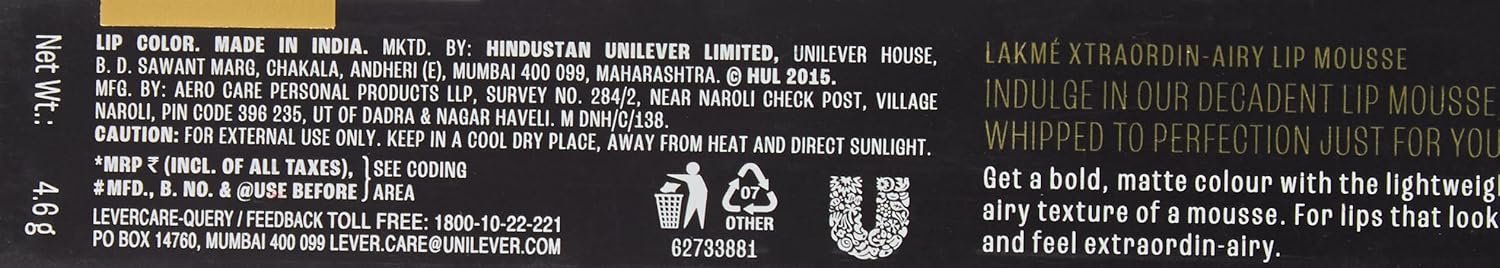 Net Wt.: 4.6g
LIP COLOR. MADE IN INDIA. MKTD. BY: HINDUSTAN UNILEVER LIMITED, UNILEVER HOUSE,
B. D. SAWANT MARG, CHAKALA, ANDHERI (E), MUMBAI 400 099, MAHARASHTRA. © HUL 2015.
MFG. BY: AERO CARE PERSONAL PRODUCTS LLP, SURVEY NO. 284/2, NEAR NAROLI CHECK POST, VILLAGE
NAROLI, PIN CODE 396 235, UT OF DADRA & NAGAR HAVELI. M DNH/C/138.
CAUTION: FOR EXTERNAL USE ONLY. KEEP IN A COOL DRY PLACE, AWAY FROM HEAT AND DIRECT SUNLIGHT.
*MRP ₹ (INCL. OF ALL TAXES), } SEE CODING
#MFD., B. NO. & @USE BEFORE } AREA
LEVERCARE-QUERY / FEEDBACK TOLL FREE: 1800-10-22-221
PO BOX 14760, MUMBAI 400 099 LEVER.CARE@UNILEVER.COM
07
OTHER
62733881
LAKMÉ XTRAORDIN-AIRY LIP MOUSSE
INDULGE IN OUR DECADENT LIP MOUSSE
WHIPPED TO PERFECTION JUST FOR YOU
Get a bold, matte colour with the lightweig
airy texture of a mousse. For lips that look
and feel extraordin-airy.